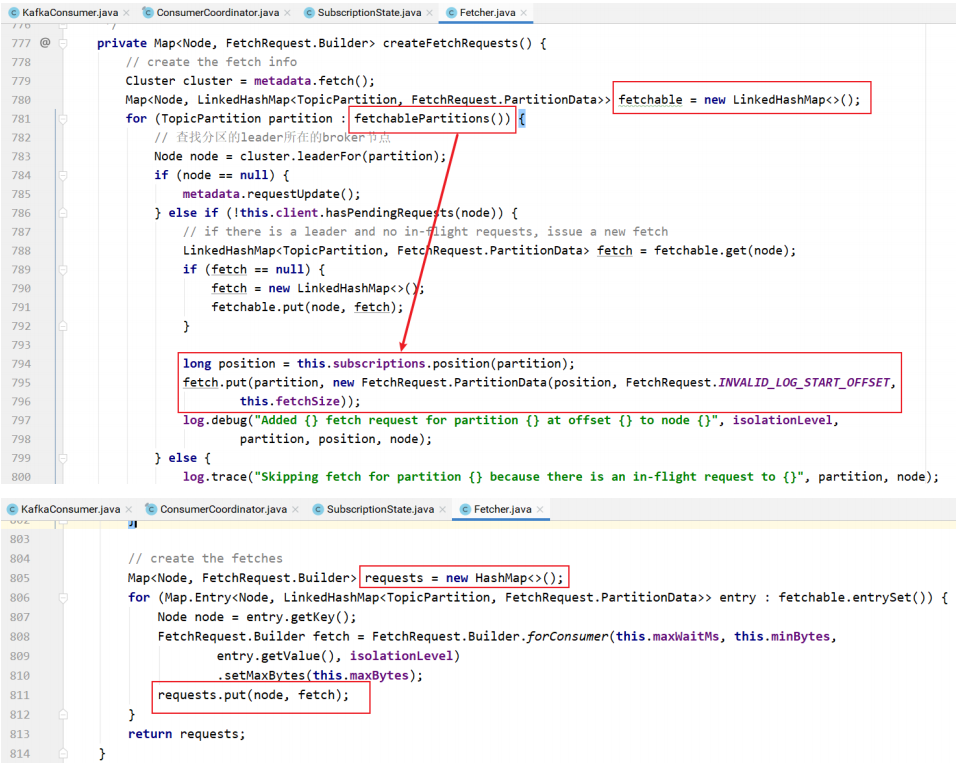 KafkaConsumer.java × ConsumerCoordinator.java × SubscriptionState.java × Fetcher.java ×
776 */
777 @ private Map<Node, FetchRequest.Builder> createFetchRequests() {
778 // create the fetch info
779 Cluster cluster = metadata.fetch();
780 Map<Node, LinkedHashMap<TopicPartition, FetchRequest.PartitionData>> fetchable = new LinkedHashMap<>();
781 for (TopicPartition partition : fetchablePartitions()) {
782 // 查找分区的leader所在的broker节点
783 Node node = cluster.leaderFor(partition);
784 if (node == null) {
785 metadata.requestUpdate();
786 } else if (!this.client.hasPendingRequests(node)) {
787 // if there is a leader and no in-flight requests, issue a new fetch
788 LinkedHashMap<TopicPartition, FetchRequest.PartitionData> fetch = fetchable.get(node);
789 if (fetch == null) {
790 fetch = new LinkedHashMap<>();
791 fetchable.put(node, fetch);
792 }
793
794 long position = this.subscriptions.position(partition);
795 fetch.put(partition, new FetchRequest.PartitionData(position, FetchRequest.INVALID_LOG_START_OFFSET,
796 this.fetchSize));
797 log.debug("Added {} fetch request for partition {} at offset {} to node {}", isolationLevel,
798 partition, position, node);
799 } else {
800 log.trace("Skipping fetch for partition {} because there is an in-flight request to {}", partition, node);
KafkaConsumer.java × ConsumerCoordinator.java × SubscriptionState.java × Fetcher.java ×
802 }
803
804 // create the fetches
805 Map<Node, FetchRequest.Builder> requests = new HashMap<>();
806 for (Map.Entry<Node, LinkedHashMap<TopicPartition, FetchRequest.PartitionData>> entry : fetchable.entrySet()) {
807 Node node = entry.getKey();
808 FetchRequest.Builder fetch = FetchRequest.Builder.forConsumer(this.maxWaitMs, this.minBytes,
809 entry.getValue(), isolationLevel)
810 .setMaxBytes(this.maxBytes);
811 requests.put(node, fetch);
812 }
813 return requests;
814 }